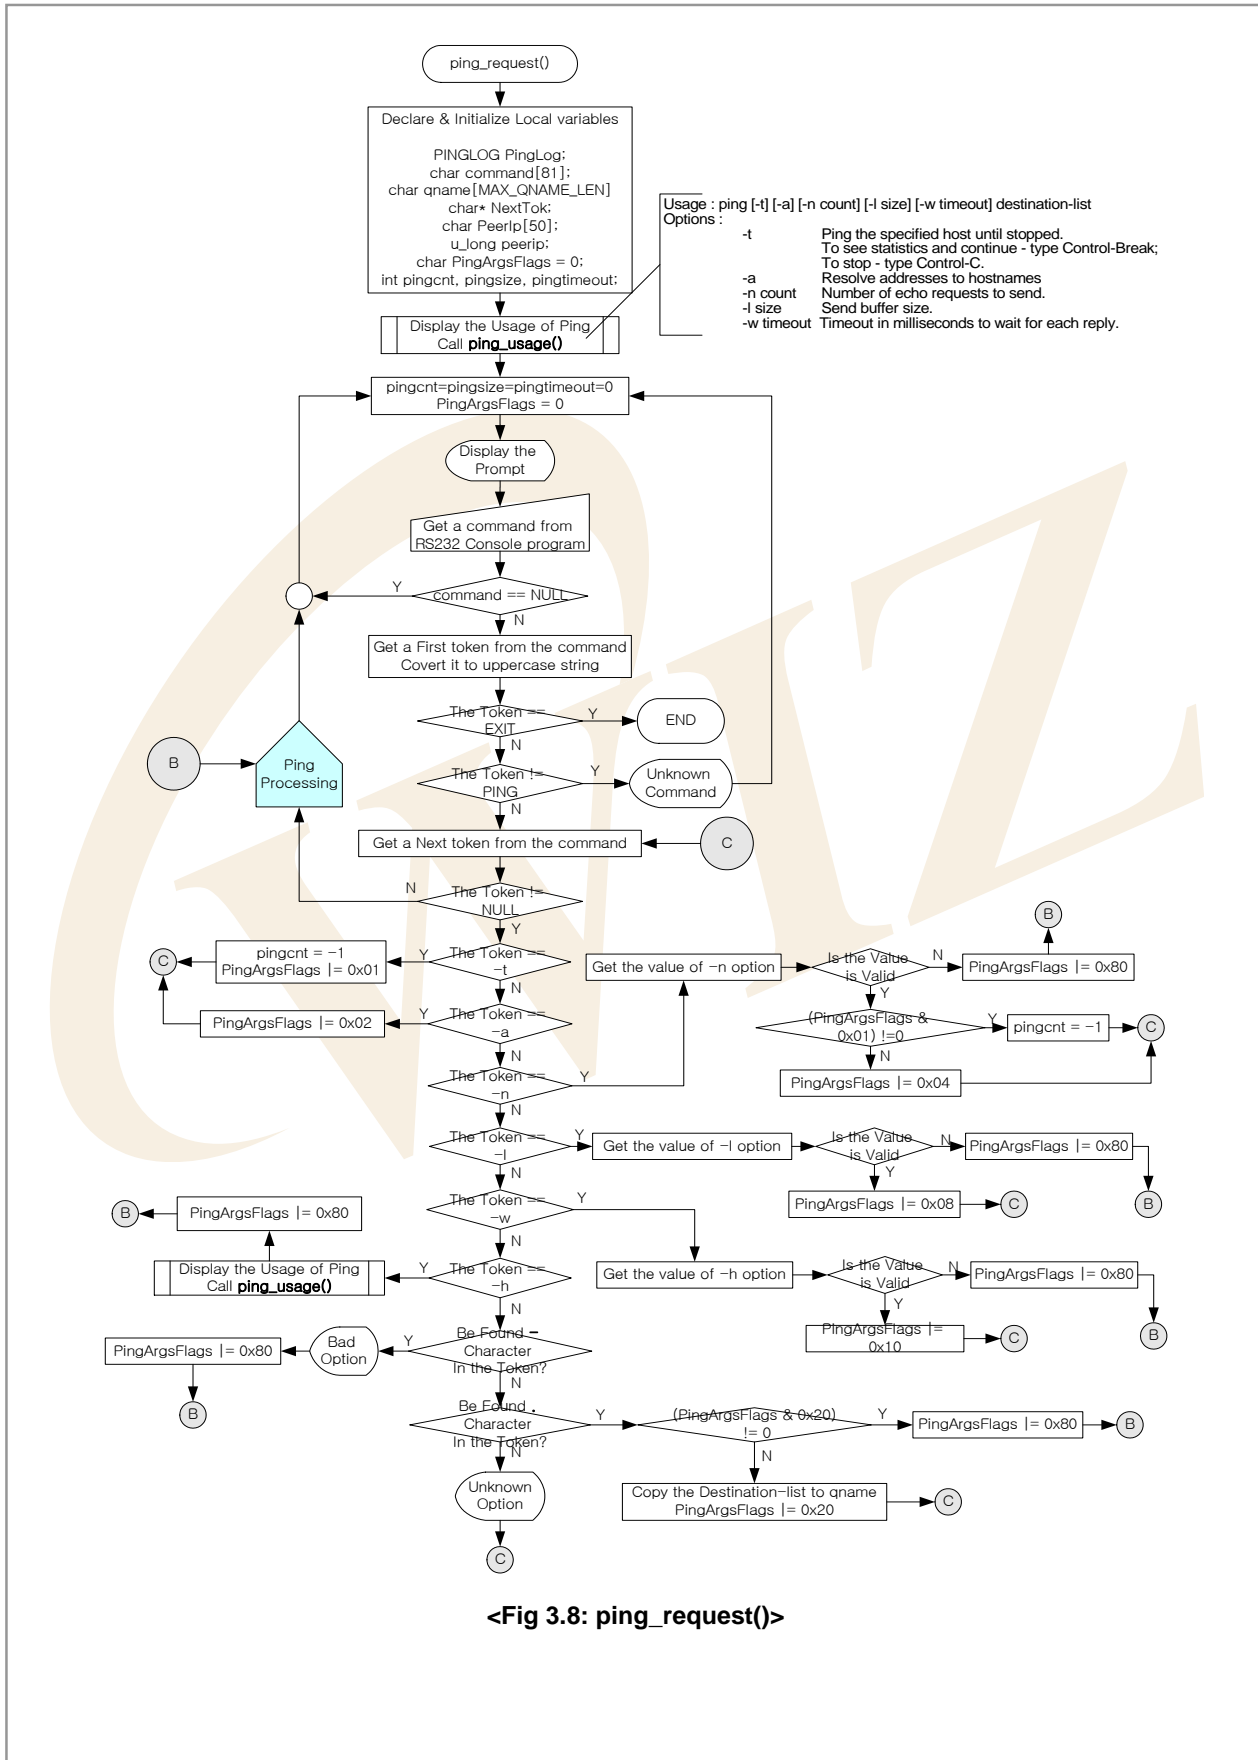 ping_request()
Declare & Initialize Local variables
PINGLOG PingLog;
char command[81];
char qname[MAX_QNAME_LEN]
char* NextTok;
char PeerIp[50];
u_long peerip;
char PingArgsFlags = 0;
int pingcnt, pingsize, pingtimeout;
Usage : ping [-t] [-a] [-n count] [-l size] [-w timeout] destination-list
Options :
-t Ping the specified host until stopped.
To see statistics and continue - type Control-Break;
To stop - type Control-C.
-a Resolve addresses to hostnames
-n count Number of echo requests to send.
-l size Send buffer size.
-w timeout Timeout in milliseconds to wait for each reply.
Display the Usage of Ping
Call ping_usage()
pingcnt=pingsize=pingtimeout=0
PingArgsFlags = 0
Display the
Prompt
Get a command from
RS232 Console program
command == NULL
Y
N
Get a First token from the command
Covert it to uppercase string
The Token ==
EXIT
Y
END
N
B
Ping
Processing
The Token !=
PING
Y
Unknown
Command
N
Get a Next token from the command
C
The Token !=
NULL
N
Y
C
pingcnt = -1
PingArgsFlags |= 0x01
Y
The Token ==
-t
N
Get the value of -n option
Is the Value
is Valid
N
PingArgsFlags |= 0x80
B
Y
PingArgsFlags |= 0x02
Y
The Token ==
-a
N
(PingArgsFlags &
0x01) !=0
Y
pingcnt = -1
C
N
PingArgsFlags |= 0x04
The Token ==
-n
Y
N
The Token ==
-l
Y
Get the value of -l option
Is the Value
is Valid
N
PingArgsFlags |= 0x80
B
Y
PingArgsFlags |= 0x08
C
N
The Token ==
-w
Y
N
B
PingArgsFlags |= 0x80
Display the Usage of Ping
Call ping_usage()
Y
The Token ==
-h
N
Get the value of -h option
Is the Value
is Valid
N
PingArgsFlags |= 0x80
B
Y
PingArgsFlags |=
0x10
C
PingArgsFlags |= 0x80
B
Bad
Option
Y
Be Found -
Character
In the Token?
N
Be Found .
Character
In the Token?
Y
(PingArgsFlags & 0x20)
!= 0
Y
PingArgsFlags |= 0x80
B
N
N
Unknown
Option
Copy the Destination-list to qname
PingArgsFlags |= 0x20
C
C
<Fig 3.8: ping_request()>
WIZ